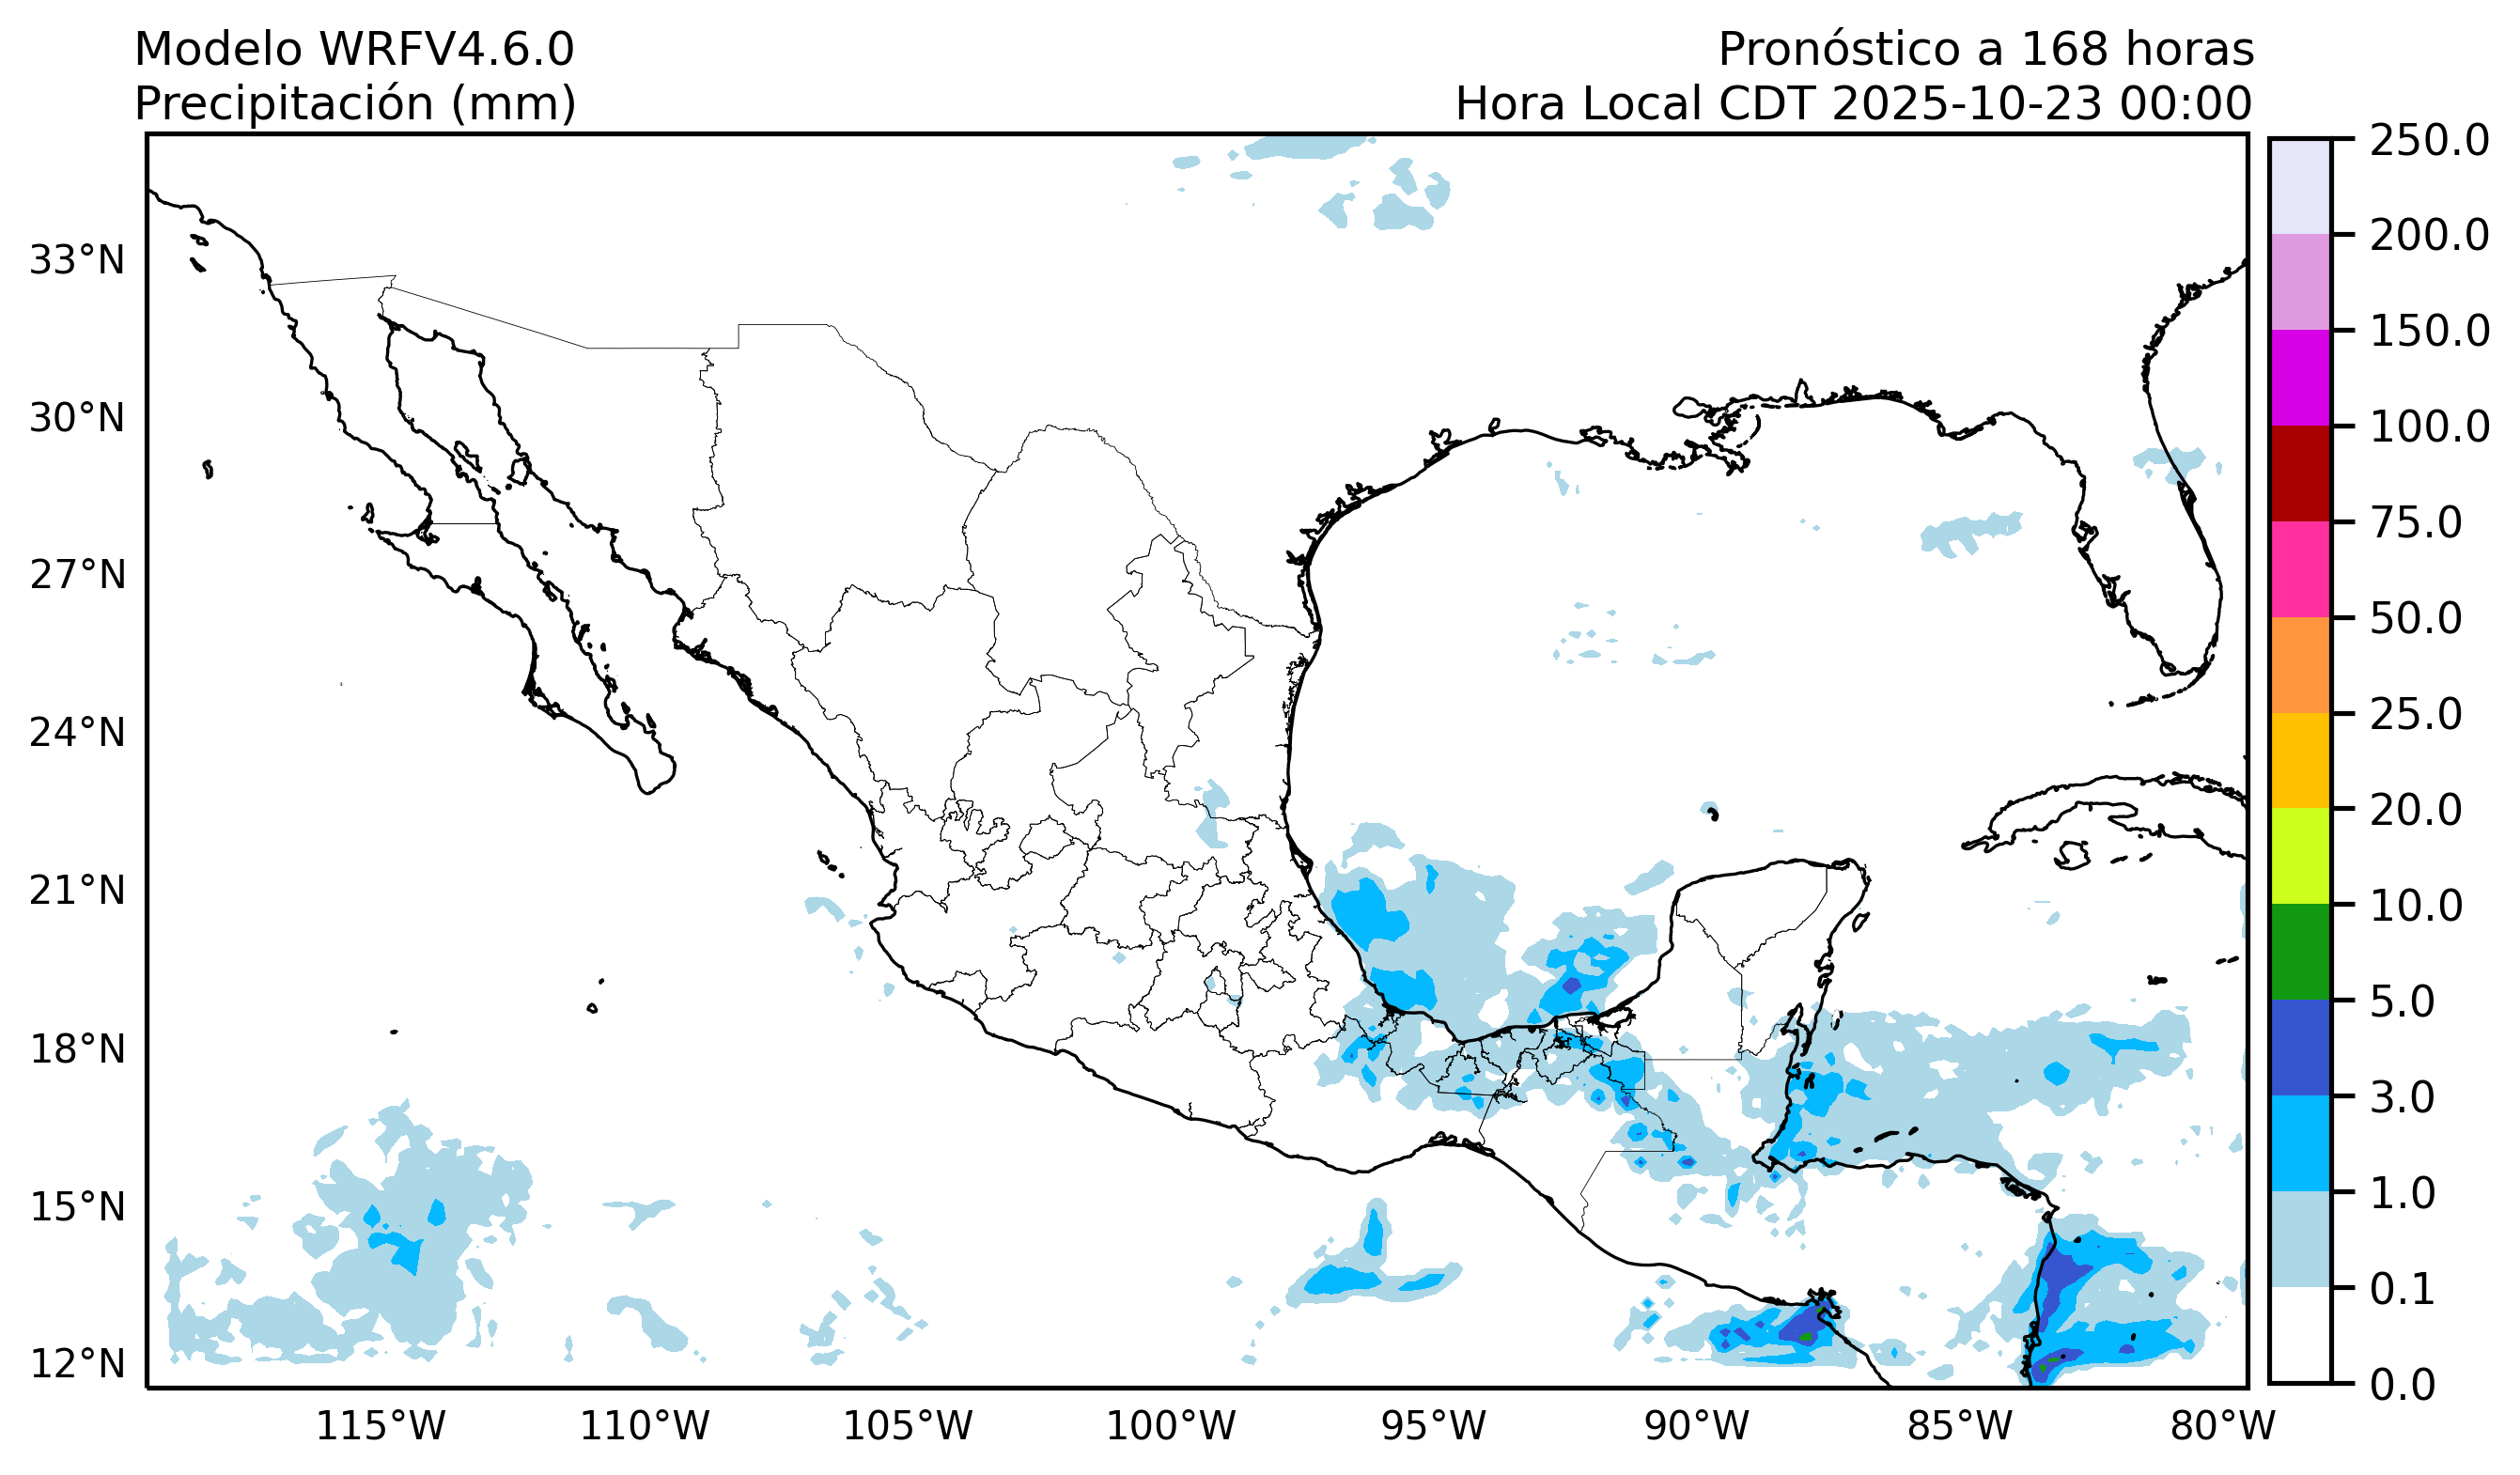 Modelo WRFV4.6.0
Precipitación (mm)
Pronóstico a 168 horas
Hora Local CDT 2025-10-23 00:00
33°N
30°N
27°N
24°N
21°N
18°N
15°N
12°N
115°W
110°W
105°W
100°W
95°W
90°W
85°W
80°W
250.0
200.0
150.0
100.0
75.0
50.0
25.0
20.0
10.0
5.0
3.0
1.0
0.1
0.0